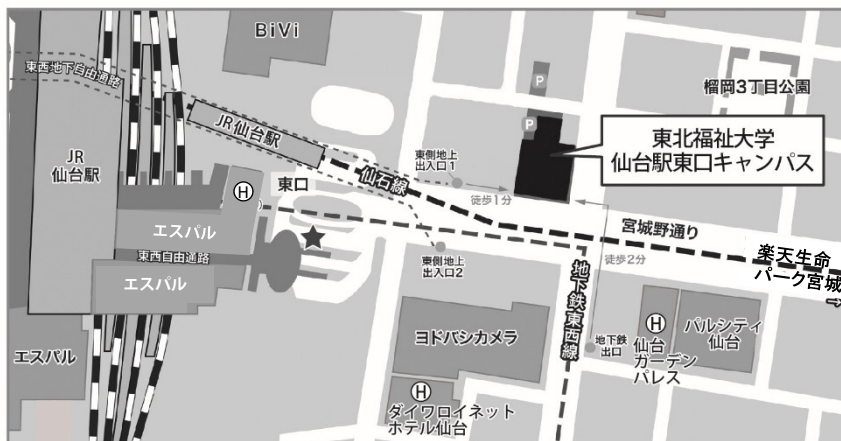 BiVi
東西地下自由通路
P
榴岡3丁目公園
JR仙台駅
P
東北福祉大学
仙台駅東口キャンパス
JR
仙台駅
東側地上
出入口1
仙石線
徒歩1分
H
東口
エスパル
宮城野通り
東西自由通路
東側地上
出入口2
地下鉄東西線
徒歩2分
楽天生命
パーク宮城
エスパル
エスパル
ヨドバシカメラ
地下鉄
出口
H
仙台
ガーデン
パレス
パルシティ
仙台
H
ダイワロイネット
ホテル仙台